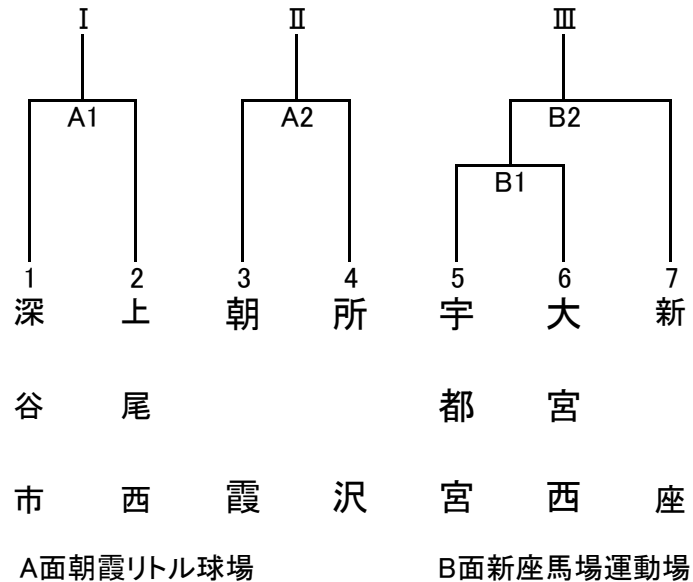 Ⅰ Ⅱ Ⅲ
A1 A2 B2
B1
1 2 3 4 5 6 7
深谷市
上尾西
朝霞
所沢
宇都宮
大宮西
新座
A面朝霞リトル球場 B面新座馬場運動場